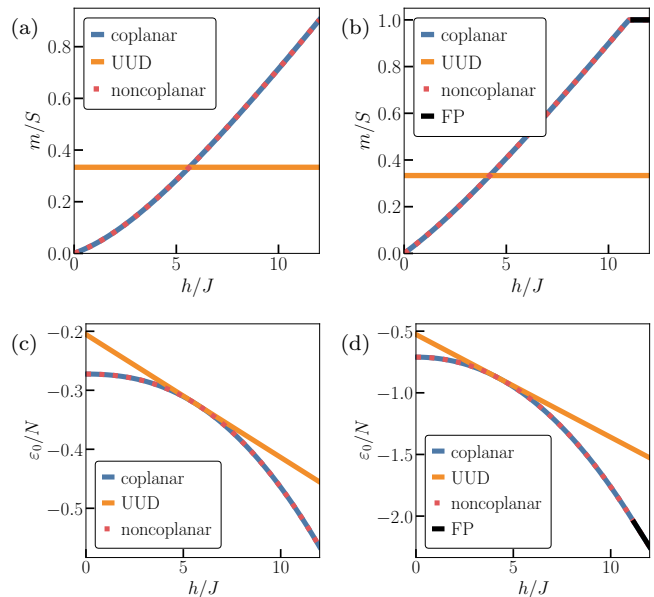 (a)
0.8
0.6
0.4
0.2
0.0
m/S
coplanar
UUD
noncoplanar
0
5
10
h/J
(b)
1.0
0.8
0.6
0.4
0.2
0.0
m/S
coplanar
UUD
noncoplanar
FP
0
5
10
h/J
(c)
−0.2
−0.3
−0.4
−0.5
ε₀/N
coplanar
UUD
noncoplanar
0
5
10
h/J
(d)
−0.5
−1.0
−1.5
−2.0
ε₀/N
coplanar
UUD
noncoplanar
FP
0
5
10
h/J